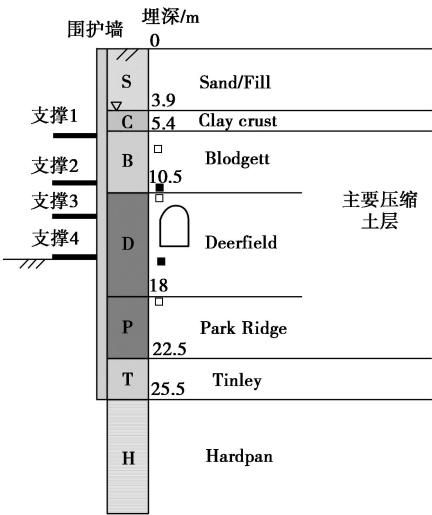 埋深/m
围护墙
0
S Sand/Fill
3.9
支撑1
C 5.4 Clay crust
支撑2
B Blodgett
10.5
支撑3
主要压缩
土层
支撑4
D Deerfield
18
P Park Ridge
22.5
T Tinley
25.5
H Hardpan